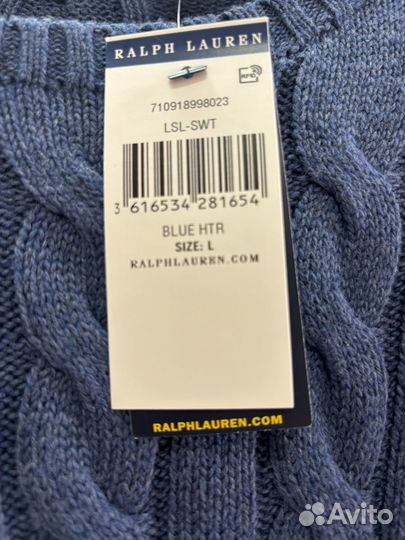 RALPH LAUREN
RFID
710918998023
LSL-SWT
3 616534 281654
BLUE HTR
SIZE: L
RALPHLAUREN.COM
RALPHLAUREN.COM
Avito